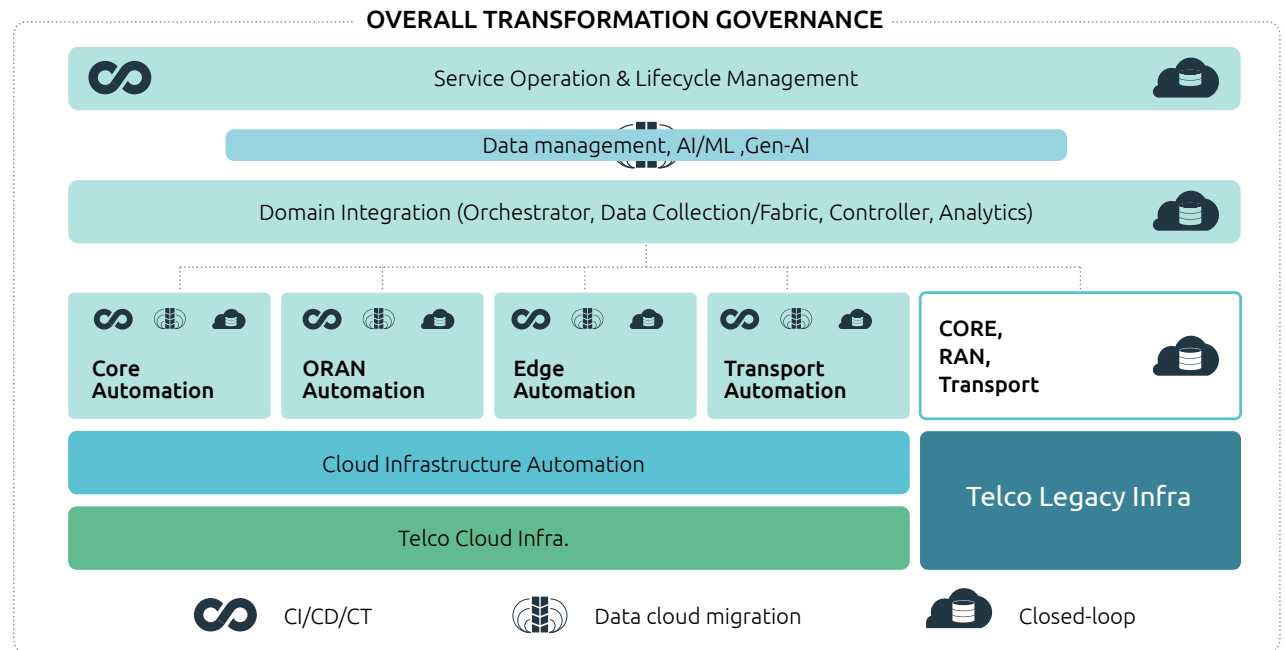 OVERALL TRANSFORMATION GOVERNANCE
Service Operation & Lifecycle Management
Data management, AI/ML ,Gen-AI
Domain Integration (Orchestrator, Data Collection/Fabric, Controller, Analytics)
Core
Automation
ORAN
Automation
Edge
Automation
Transport
Automation
CORE,
RAN,
Transport
Cloud Infrastructure Automation
Telco Legacy Infra
Telco Cloud Infra.
CI/CD/CT
Data cloud migration
Closed-loop